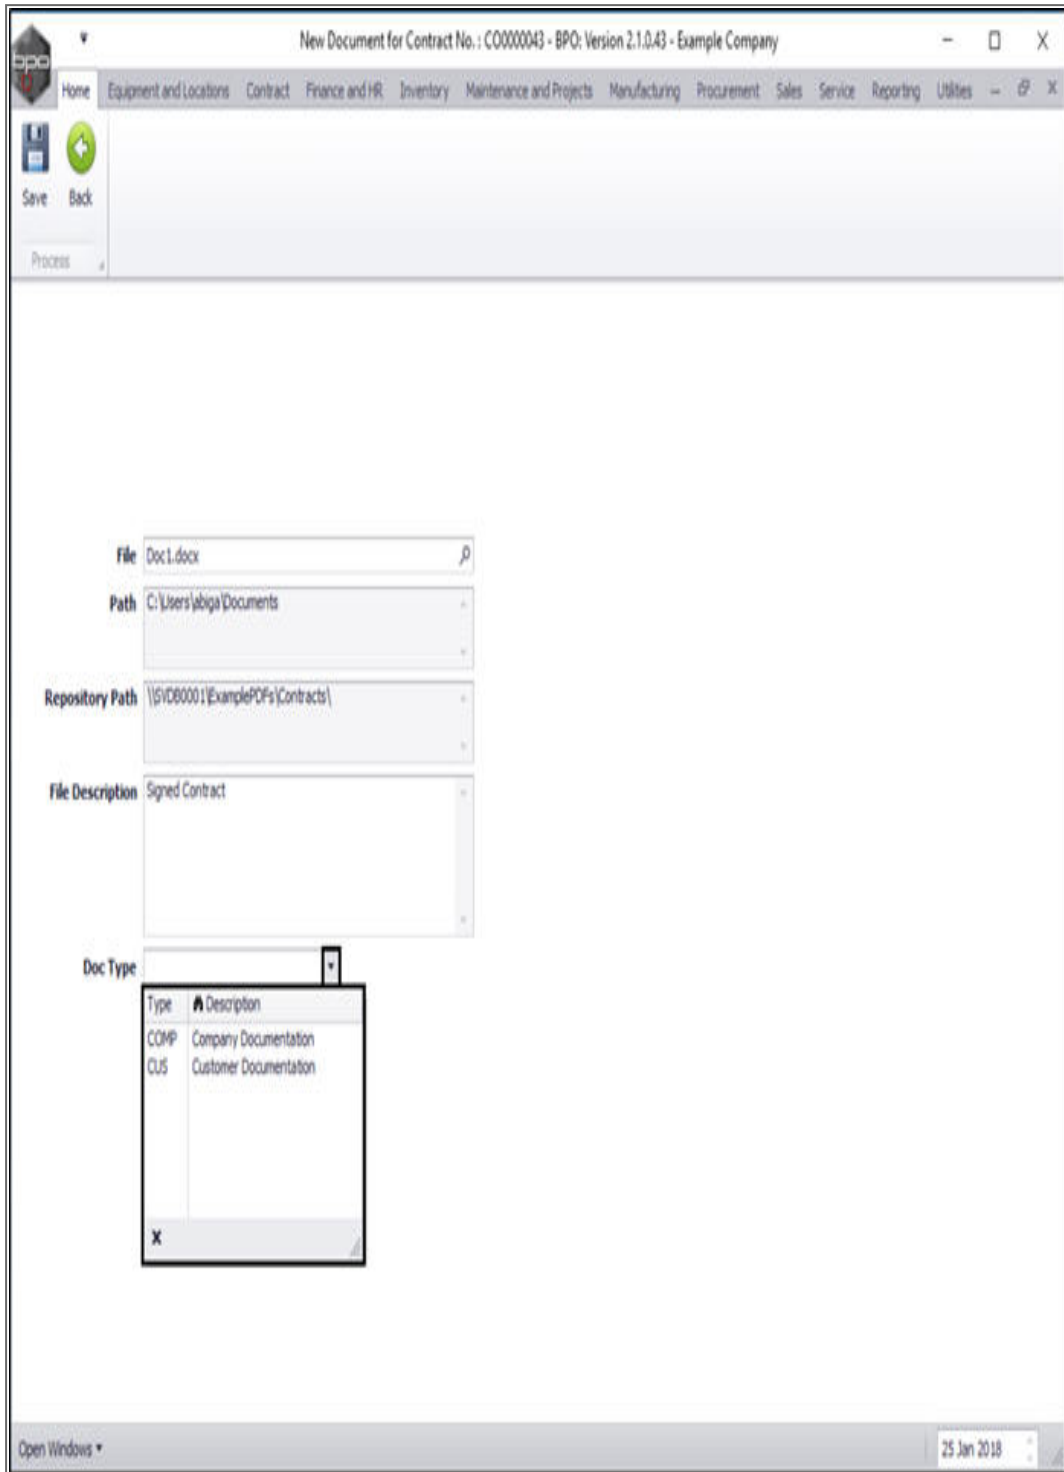 New Document for Contract No. : CO0000043 - BPO: Version 2.1.0.43 - Example Company
bpo
Home Equipment and Locations Contract Finance and HR Inventory Maintenance and Projects Manufacturing Procurement Sales Service Reporting Utilities
Save Back
Process
File Doc1.docx
Path C:\Users\abiga\Documents
Repository Path \\SVDB0001\ExamplePDFs\Contracts\
File Description Signed Contract
Doc Type
Type Description
COMP Company Documentation
CUS Customer Documentation
Open Windows 25 Jan 2018